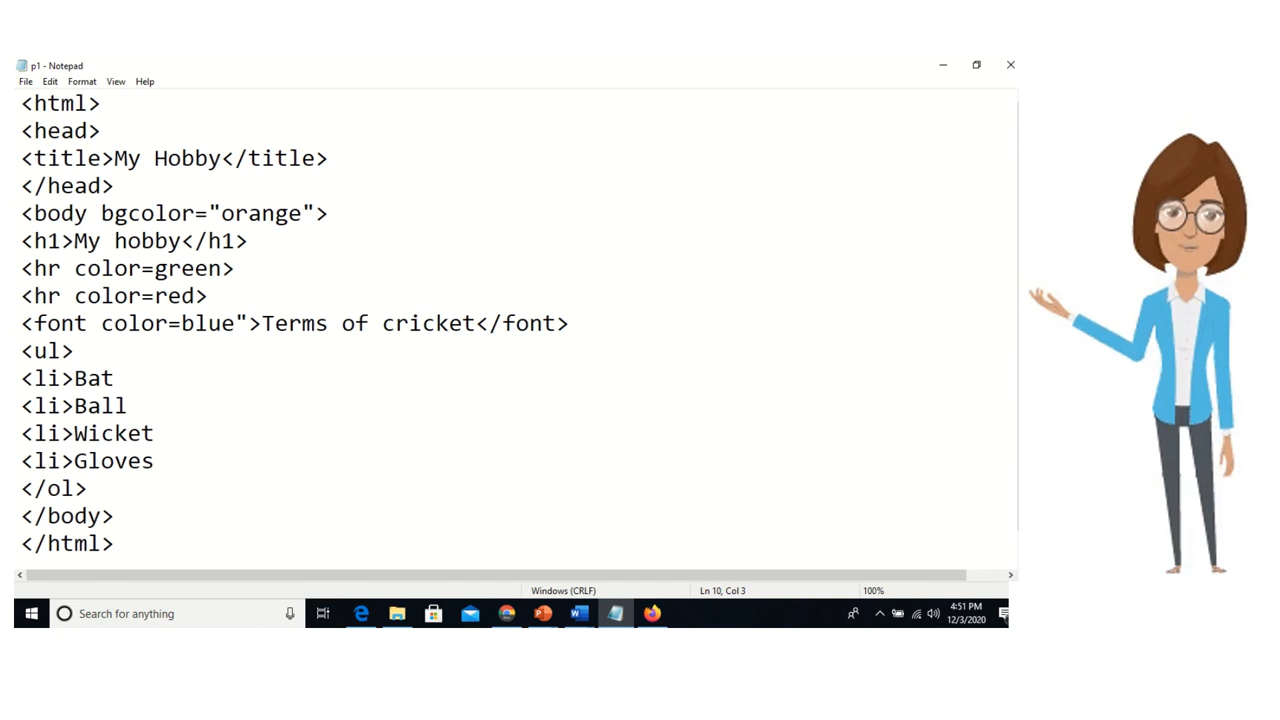 p1 - Notepad
File Edit Format View Help
<html>
<head>
<title>My Hobby</title>
</head>
<body bgcolor="orange">
<h1>My hobby</h1>
<hr color=green>
<hr color=red>
<font color=blue">Terms of cricket</font>
<ul>
<li>Bat
<li>Ball
<li>Wicket
<li>Gloves
</ol>
</body>
</html>
Windows (CRLF) Ln 10, Col 3 100%
Search for anything
4:51 PM
12/3/2020